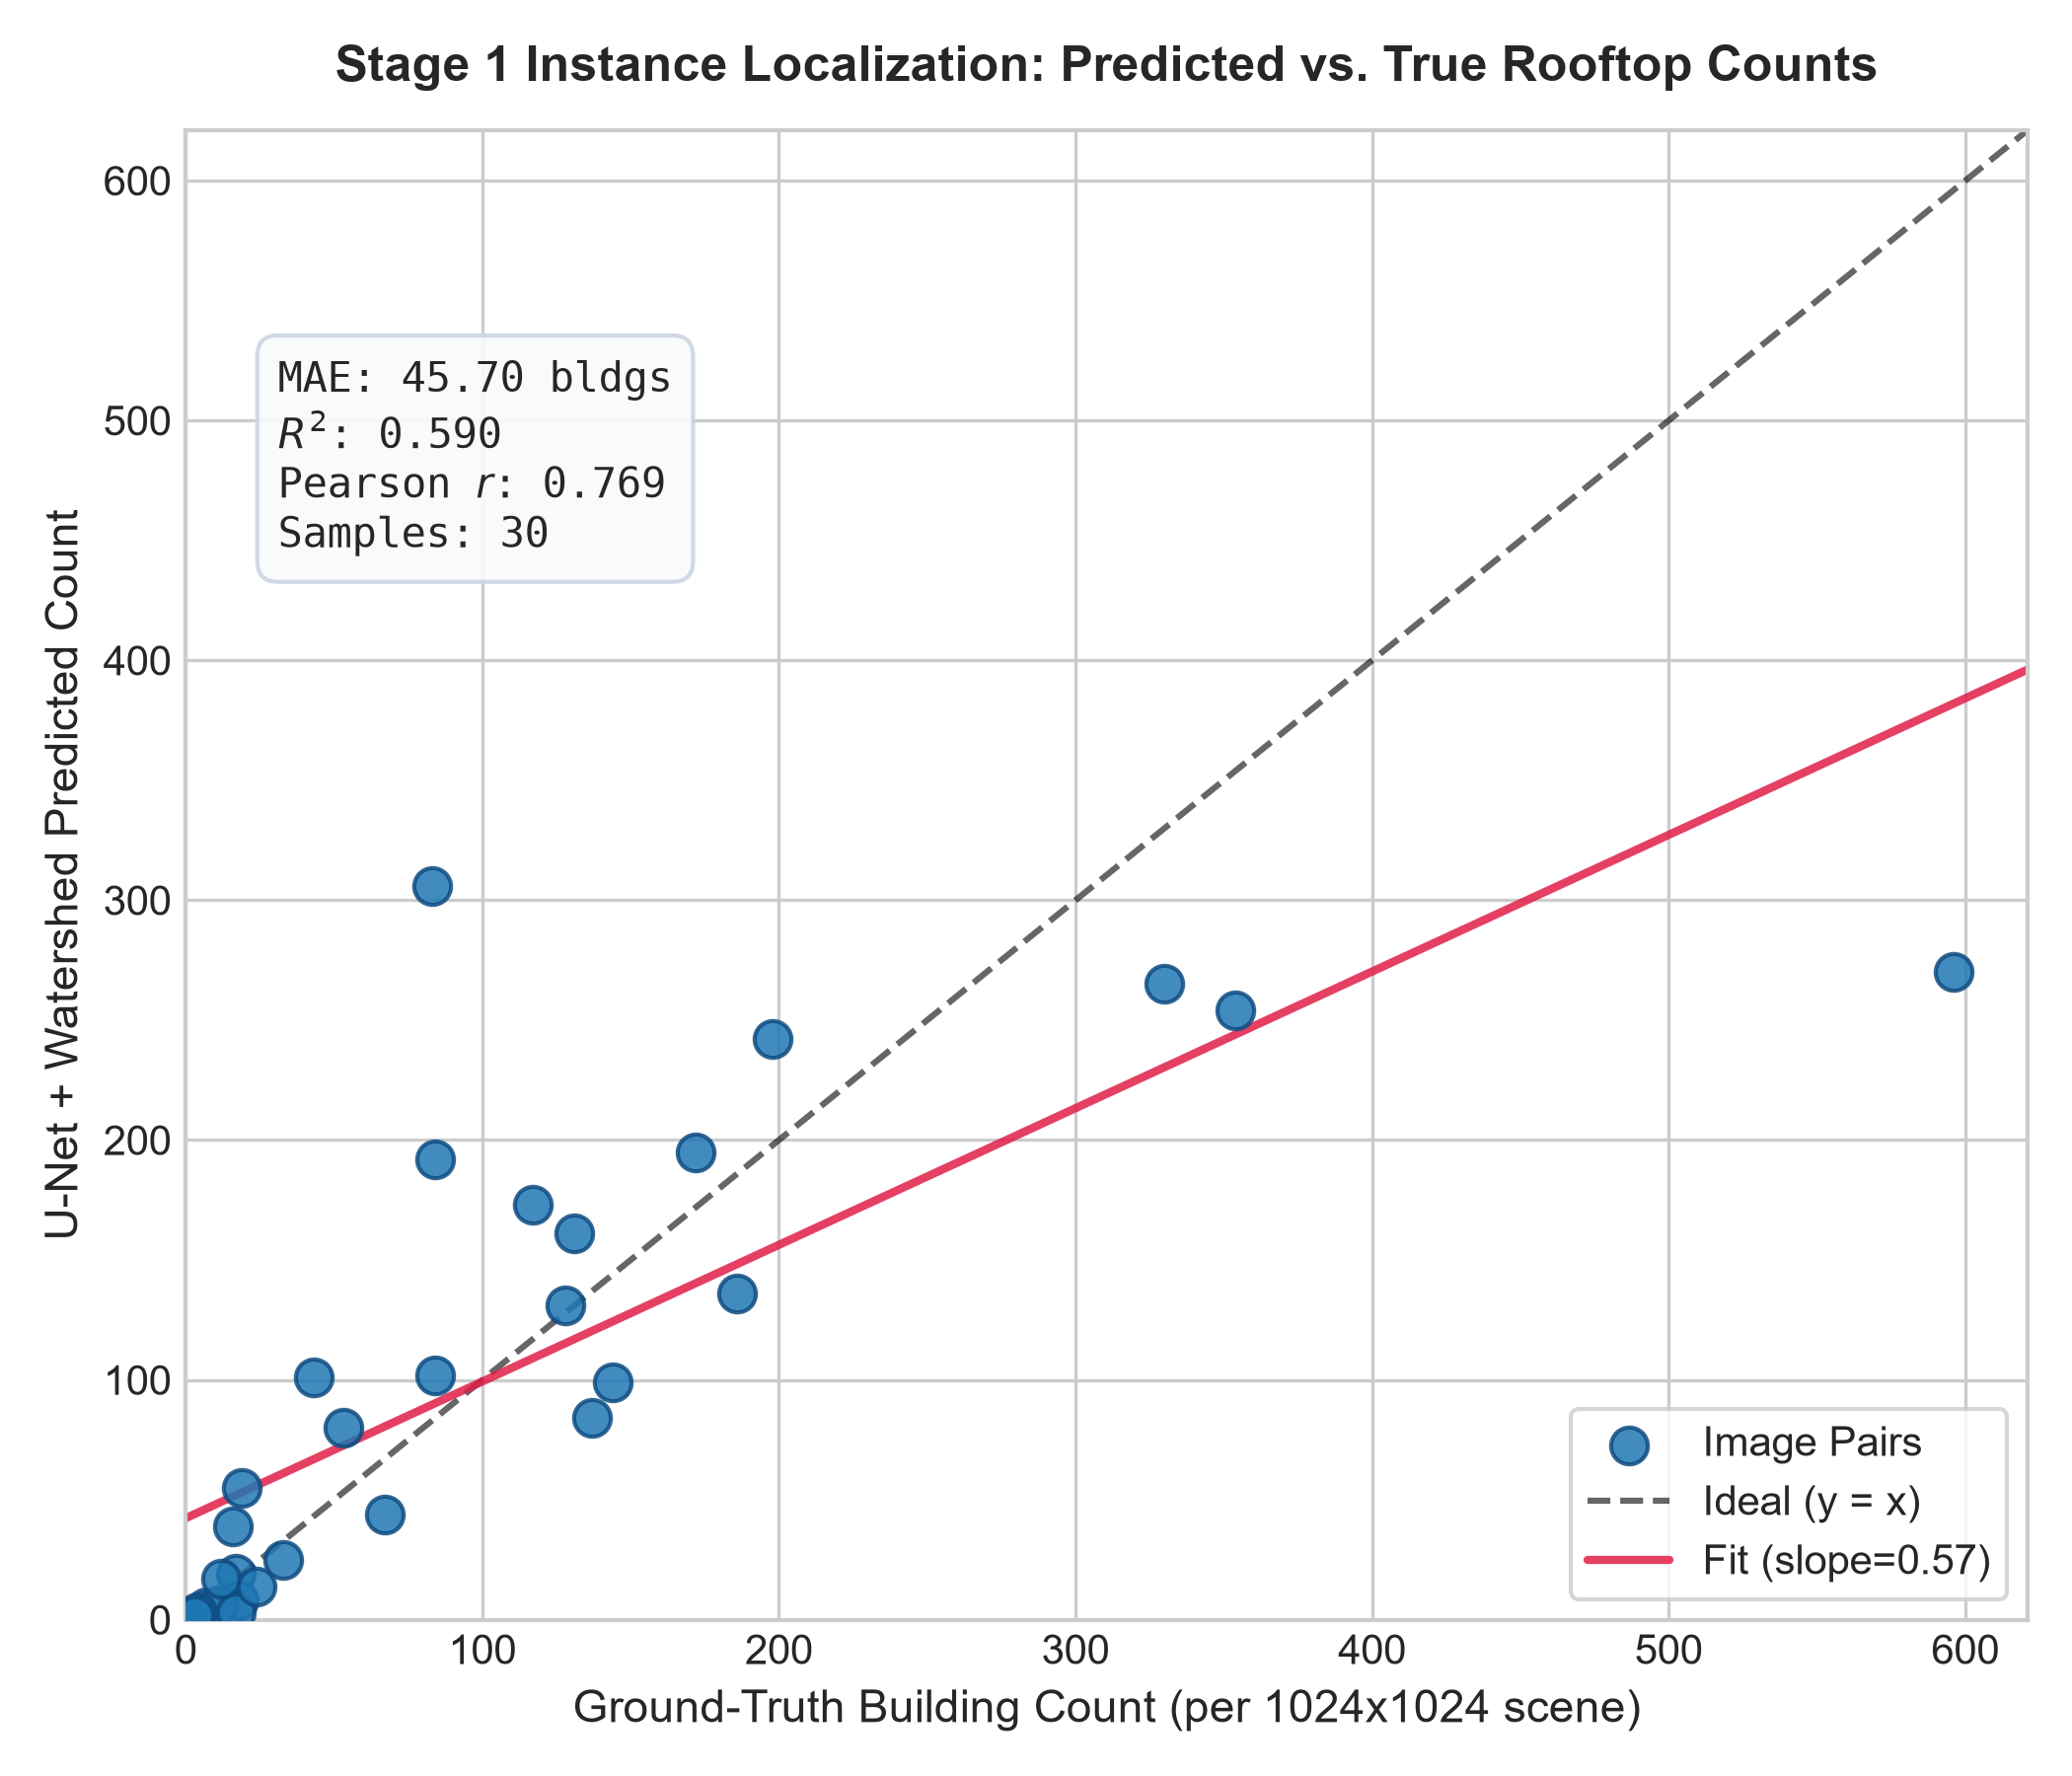 Stage 1 Instance Localization: Predicted vs. True Rooftop Counts
U-Net + Watershed Predicted Count
600
500
400
300
200
100
0
MAE: 45.70 bldgs
R²: 0.590
Pearson r: 0.769
Samples: 30
Image Pairs
Ideal (y = x)
Fit (slope=0.57)
0 100 200 300 400 500 600
Ground-Truth Building Count (per 1024x1024 scene)